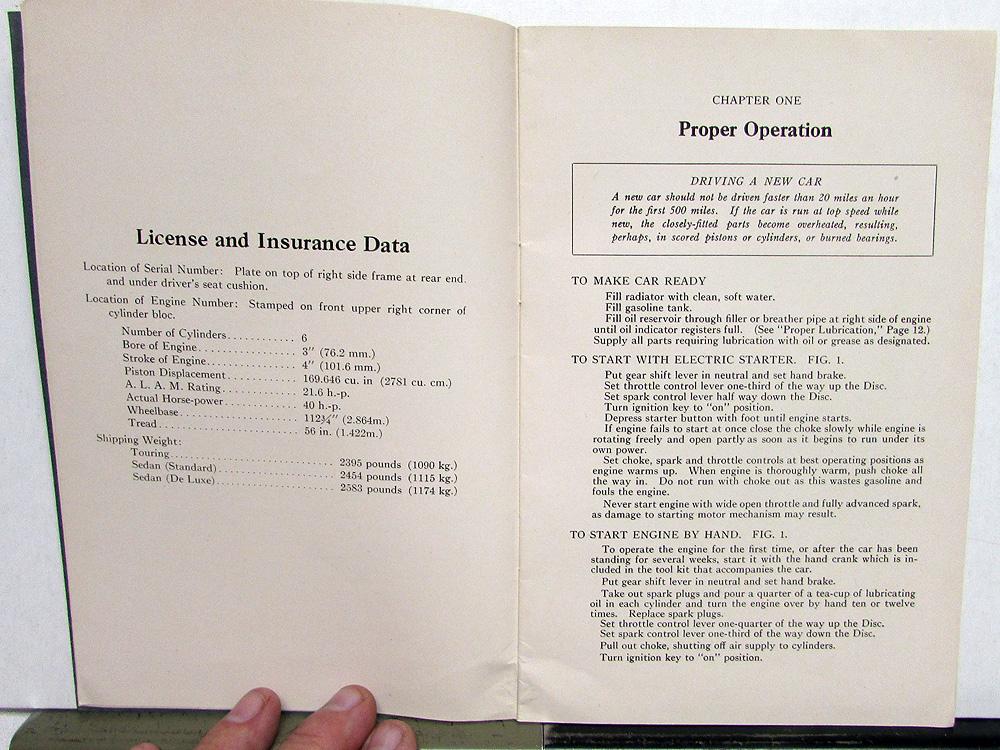 License and Insurance Data
Location of Serial Number: Plate on top of right side frame at rear end.
and under driver's seat cushion.
Location of Engine Number: Stamped on front upper right corner of
cylinder bloc.
Number of Cylinders........... 6
Bore of Engine................ 3″ (76.2 mm.)
Stroke of Engine.............. 4″ (101.6 mm.)
Piston Displacement........... 169.646 cu. in (2781 cu. cm.)
A. L. A. M. Rating............ 21.6 h.-p.
Actual Horse-power............ 40 h.-p.
Wheelbase..................... 112¾″ (2.864m.)
Tread......................... 56 in. (1.422m.)
Shipping Weight:
Touring....................... 2395 pounds (1090 kg.)
Sedan (Standard).............. 2454 pounds (1115 kg.)
Sedan (De Luxe)............... 2583 pounds (1174 kg.)
CHAPTER ONE
Proper Operation
DRIVING A NEW CAR
A new car should not be driven faster than 20 miles an hour
for the first 500 miles. If the car is run at top speed while
new, the closely-fitted parts become overheated, resulting,
perhaps, in scored pistons or cylinders, or burned bearings.
TO MAKE CAR READY
Fill radiator with clean, soft water.
Fill gasoline tank.
Fill oil reservoir through filler or breather pipe at right side of engine
until oil indicator registers full. (See "Proper Lubrication," Page 12.)
Supply all parts requiring lubrication with oil or grease as designated.
TO START WITH ELECTRIC STARTER. FIG. 1.
Put gear shift lever in neutral and set hand brake.
Set throttle control lever one-third of the way up the Disc.
Set spark control lever half way down the Disc.
Turn ignition key to "on" position.
Depress starter button with foot until engine starts.
If engine fails to start at once close the choke slowly while engine is
rotating freely and open partly as soon as it begins to run under its
own power.
Set choke, spark and throttle controls at best operating positions as
engine warms up. When engine is thoroughly warm, push choke all
the way in. Do not run with choke out as this wastes gasoline and
fouls the engine.
Never start engine with wide open throttle and fully advanced spark,
as damage to starting motor mechanism may result.
TO START ENGINE BY HAND. FIG. 1.
To operate the engine for the first time, or after the car has been
standing for several weeks, start it with the hand crank which is in-
cluded in the tool kit that accompanies the car.
Put gear shift lever in neutral and set hand brake.
Take out spark plugs and pour a quarter of a tea-cup of lubricating
oil in each cylinder and turn the engine over by hand ten or twelve
times. Replace spark plugs.
Set throttle control lever one-quarter of the way up the Disc.
Set spark control lever one-third of the way down the Disc.
Pull out choke, shutting off air supply to cylinders.
Turn ignition key to "on" position.